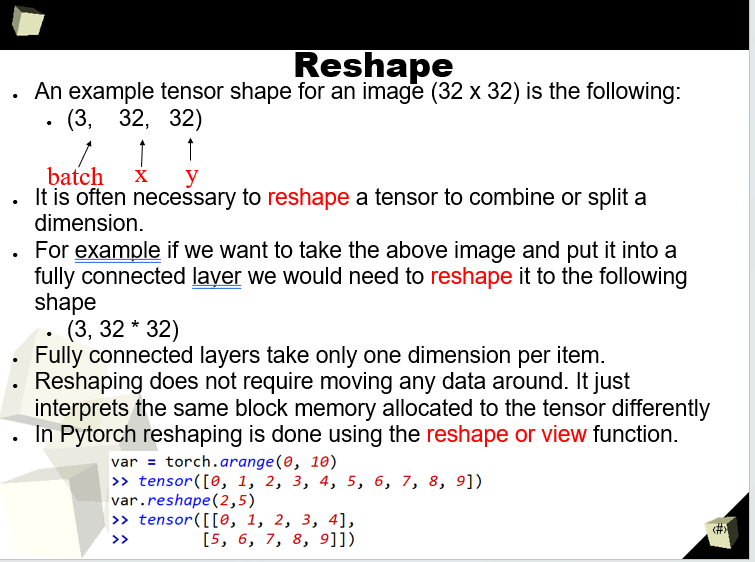 Reshape
• An example tensor shape for an image (32 x 32) is the following:
• (3, 32, 32)
batch x y
• It is often necessary to reshape a tensor to combine or split a
dimension.
• For example if we want to take the above image and put it into a
fully connected layer we would need to reshape it to the following
shape
• (3, 32 * 32)
• Fully connected layers take only one dimension per item.
• Reshaping does not require moving any data around. It just
interprets the same block memory allocated to the tensor differently
• In Pytorch reshaping is done using the reshape or view function.
var = torch.arange(0, 10)
>> tensor([0, 1, 2, 3, 4, 5, 6, 7, 8, 9])
var.reshape(2,5)
>> tensor([[0, 1, 2, 3, 4],
>> [5, 6, 7, 8, 9]])
‹#›